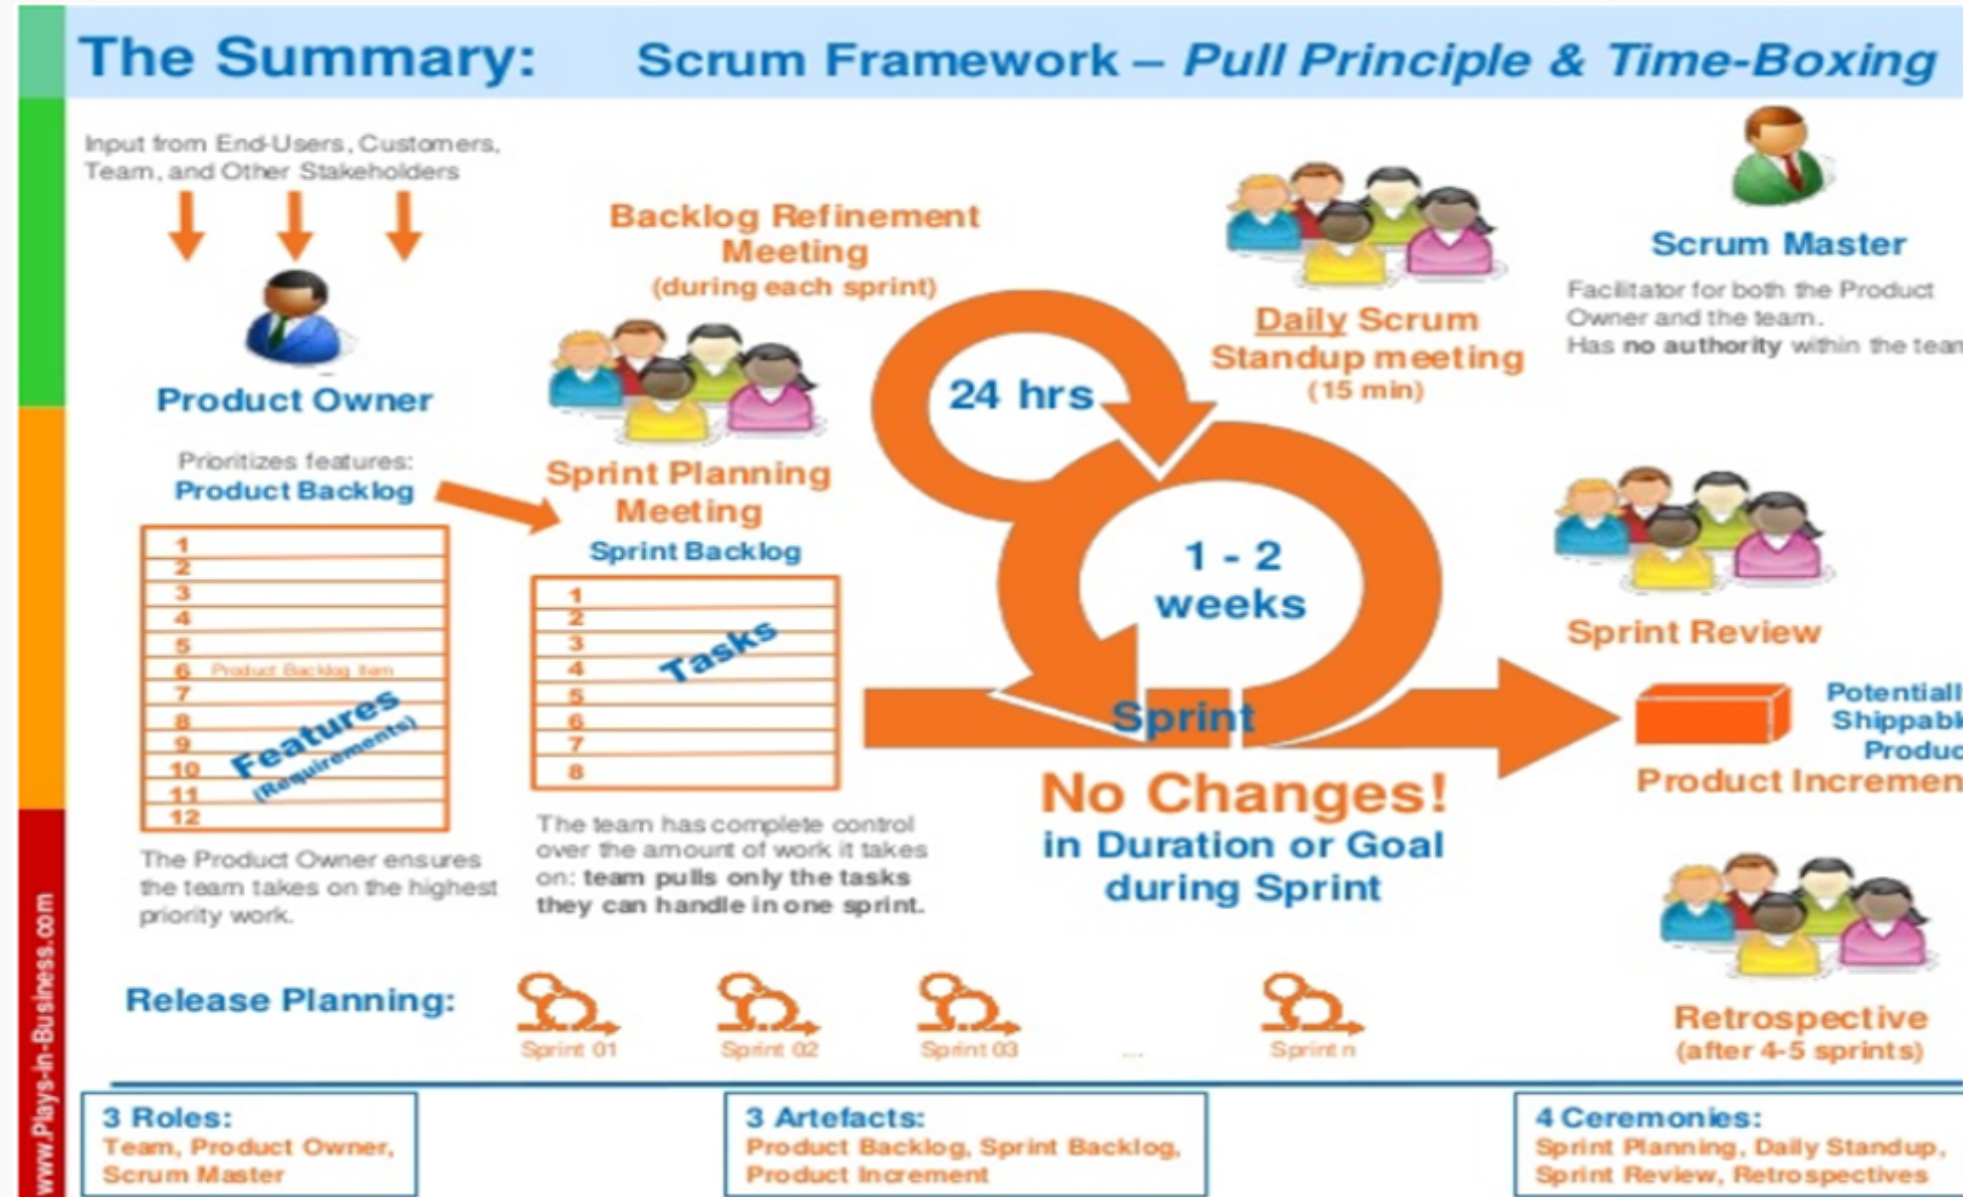 The Summary: Scrum Framework – Pull Principle & Time-Boxing
Input from End-Users, Customers,
Team, and Other Stakeholders
Product Owner
Prioritizes features:
Product Backlog
1
2
3
4
5
6 Product Backlog Item
7
8
9
10
11
12
Features
(Requirements)
The Product Owner ensures
the team takes on the highest
priority work.
Backlog Refinement
Meeting
(during each sprint)
Sprint Planning
Meeting
Sprint Backlog
1
2
3
4
5
6
7
8
Tasks
The team has complete control
over the amount of work it takes
on: team pulls only the tasks
they can handle in one sprint.
24 hrs
1 - 2
weeks
Sprint
No Changes!
in Duration or Goal
during Sprint
Daily Scrum
Standup meeting
(15 min)
Scrum Master
Facilitator for both the Product
Owner and the team.
Has no authority within the tear
Sprint Review
Potentiall
Shippabl
Produc
Product Incremen
Retrospective
(after 4-5 sprints)
Release Planning:
Sprint 01
Sprint 02
Sprint 03
...
Sprint n
3 Roles:
Team, Product Owner,
Scrum Master
3 Artefacts:
Product Backlog, Sprint Backlog,
Product Increment
4 Ceremonies:
Sprint Planning, Daily Standup,
Sprint Review, Retrospectives
www.Plays-in-Business.com